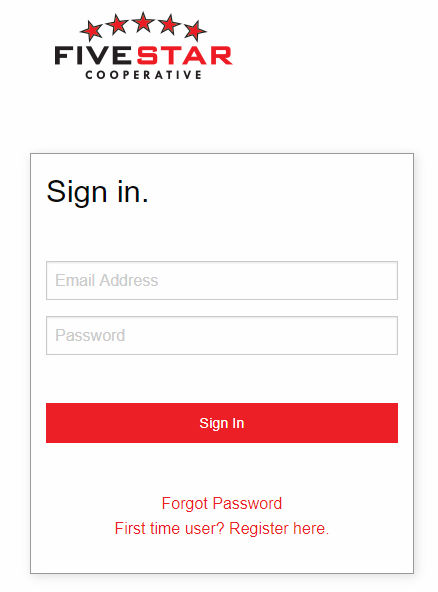 FIVESTAR
COOPERATIVE
Sign in.
Email Address
Password
Sign In
Forgot Password
First time user? Register here.